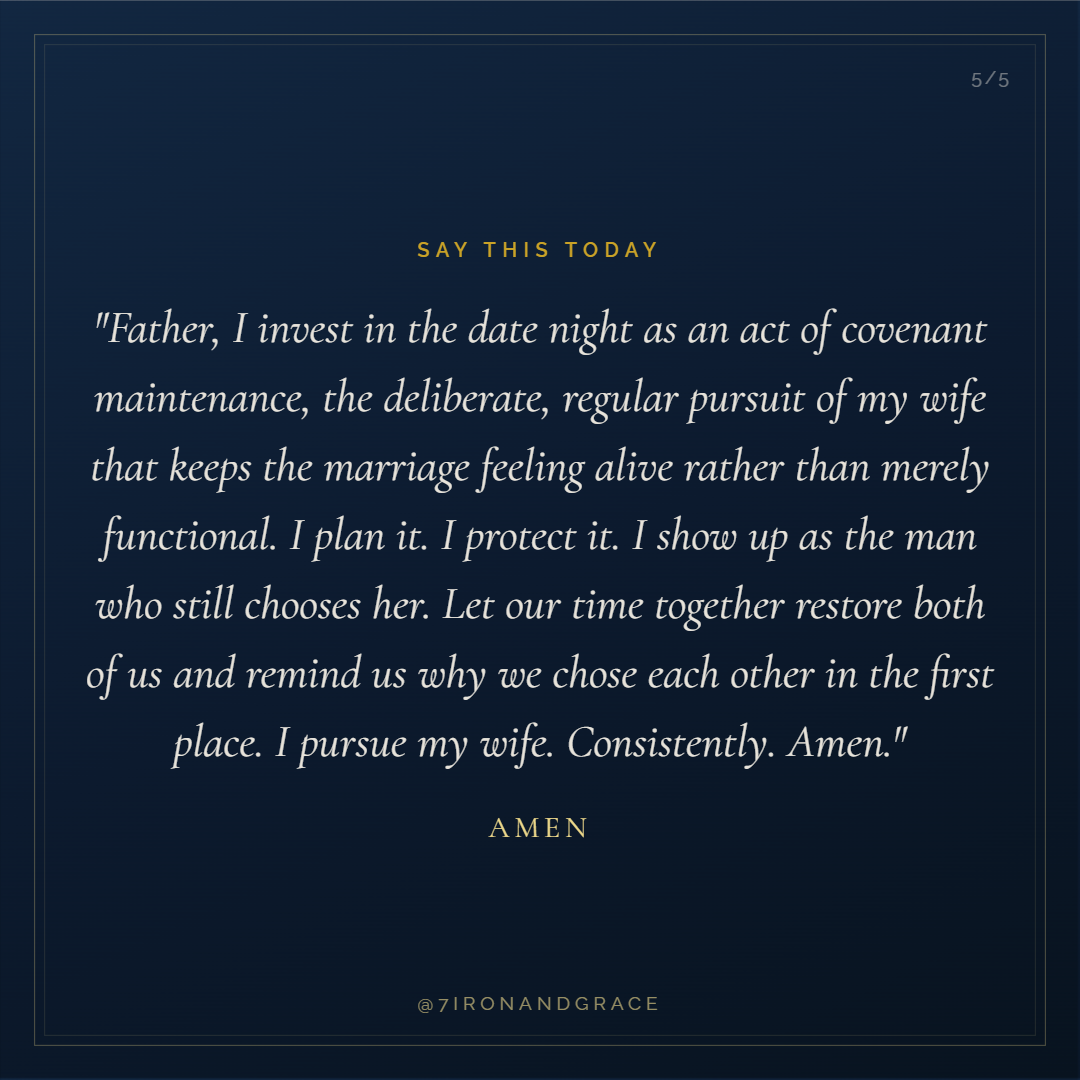 5/5
SAY THIS TODAY
"Father, I invest in the date night as an act of covenant
maintenance, the deliberate, regular pursuit of my wife
that keeps the marriage feeling alive rather than merely
functional. I plan it. I protect it. I show up as the man
who still chooses her. Let our time together restore both
of us and remind us why we chose each other in the first
place. I pursue my wife. Consistently. Amen."
AMEN
@7IRONANDGRACE